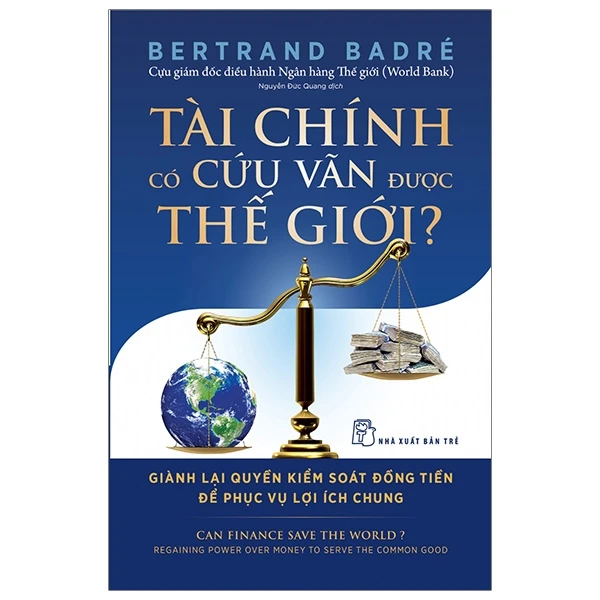 BERTRAND BADRÉ
Cựu giám đốc điều hành Ngân hàng Thế giới (World Bank)
Nguyễn Đức Quang dịch
TÀI CHÍNH
CÓ CỨU VÃN ĐƯỢC
THẾ GIỚI?
NHÀ XUẤT BẢN TRẺ
GIÀNH LẠI QUYỀN KIỂM SOÁT ĐỒNG TIỀN
ĐỂ PHỤC VỤ LỢI ÍCH CHUNG
CAN FINANCE SAVE THE WORLD ?
REGAINING POWER OVER MONEY TO SERVE THE COMMON GOOD